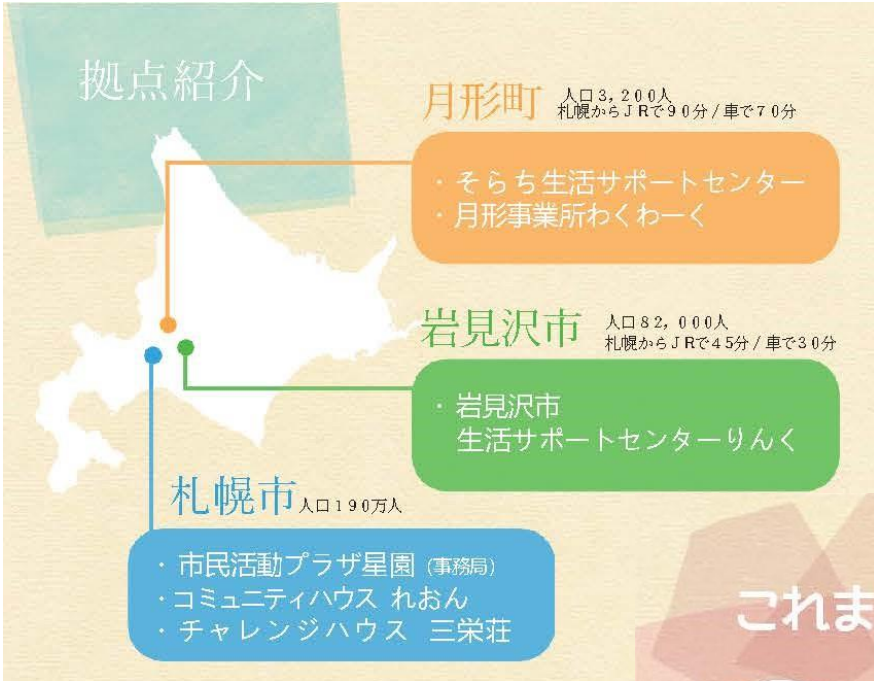 拠点紹介
月形町
人口3,200人
札幌からJRで90分/車で70分
・そらち生活サポートセンター
・月形事業所わくわーく
岩見沢市
人口82,000人
札幌からJRで45分/車で30分
・岩見沢市
生活サポートセンターりんく
札幌市
人口190万人
・市民活動プラザ星園(事務局)
・コミュニティハウス れおん
・チャレンジハウス 三栄荘
これま